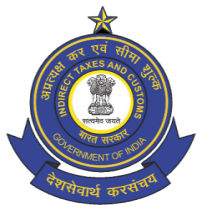 अप्रत्यक्ष कर एवं सीमा शुल्क
INDIRECT TAXES AND CUSTOMS
सत्यमेव जयते
भारत सरकार
GOVERNMENT OF INDIA
देशसेवार्थ करसंचय